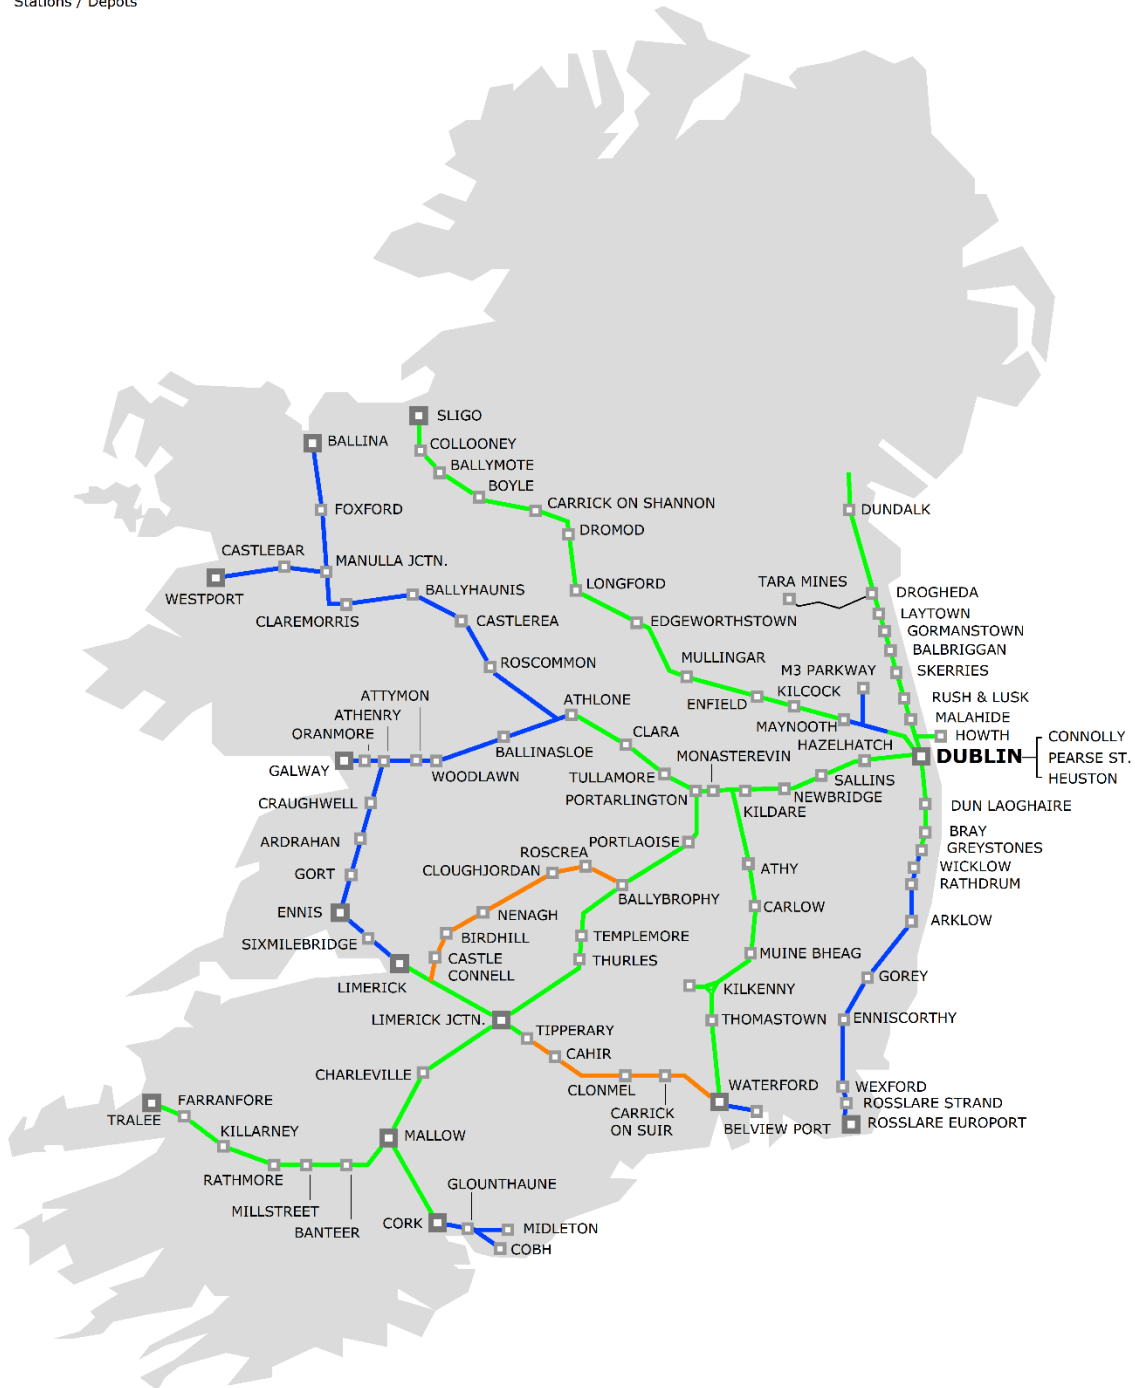 Stations / Depots
SLIGO
BALLINA
COLLOONEY
BALLYMOTE
BOYLE
CARRICK ON SHANNON
FOXFORD
DUNDALK
DROMOD
CASTLEBAR
MANULLA JCTN.
WESTPORT
BALLYHAUNIS
LONGFORD
TARA MINES
DROGHEDA
CLAREMORRIS
CASTLEREA
EDGEWORTHSTOWN
LAYTOWN
GORMANSTOWN
BALBRIGGAN
MULLINGAR
ROSCOMMON
M3 PARKWAY
SKERRIES
ATTYMON
ATHLONE
ENFIELD
KILCOCK
RUSH & LUSK
ATHENRY
MAYNOOTH
MALAHIDE
ORANMORE
CLARA
HAZELHATCH
HOWTH
CONNOLLY
BALLINASLOE
MONASTEREVIN
DUBLIN
PEARSE ST.
GALWAY
WOODLAWN
TULLAMORE
SALLINS
HEUSTON
PORTARLINGTON
NEWBRIDGE
CRAUGHWELL
KILDARE
DUN LAOGHAIRE
ARDRAHAN
PORTLAOISE
BRAY
ROSCREA
GREYSTONES
GORT
CLOUGHJORDAN
ATHY
WICKLOW
RATHDRUM
BALLYBROPHY
ENNIS
NENAGH
CARLOW
ARKLOW
SIXMILEBRIDGE
BIRDHILL
TEMPLEMORE
CASTLE
CONNELL
THURLES
MUINE BHEAG
LIMERICK
KILKENNY
GOREY
LIMERICK JCTN.
THOMASTOWN
ENNISCORTHY
TIPPERARY
CAHIR
CHARLEVILLE
CLONMEL
WATERFORD
WEXFORD
FARRANFORE
CARRICK
ON SUIR
BELVIEW PORT
ROSSLARE STRAND
TRALEE
ROSSLARE EUROPORT
KILLARNEY
MALLOW
RATHMORE
GLOUNTHAUNE
MILLSTREET
CORK
MIDLETON
BANTEER
COBH